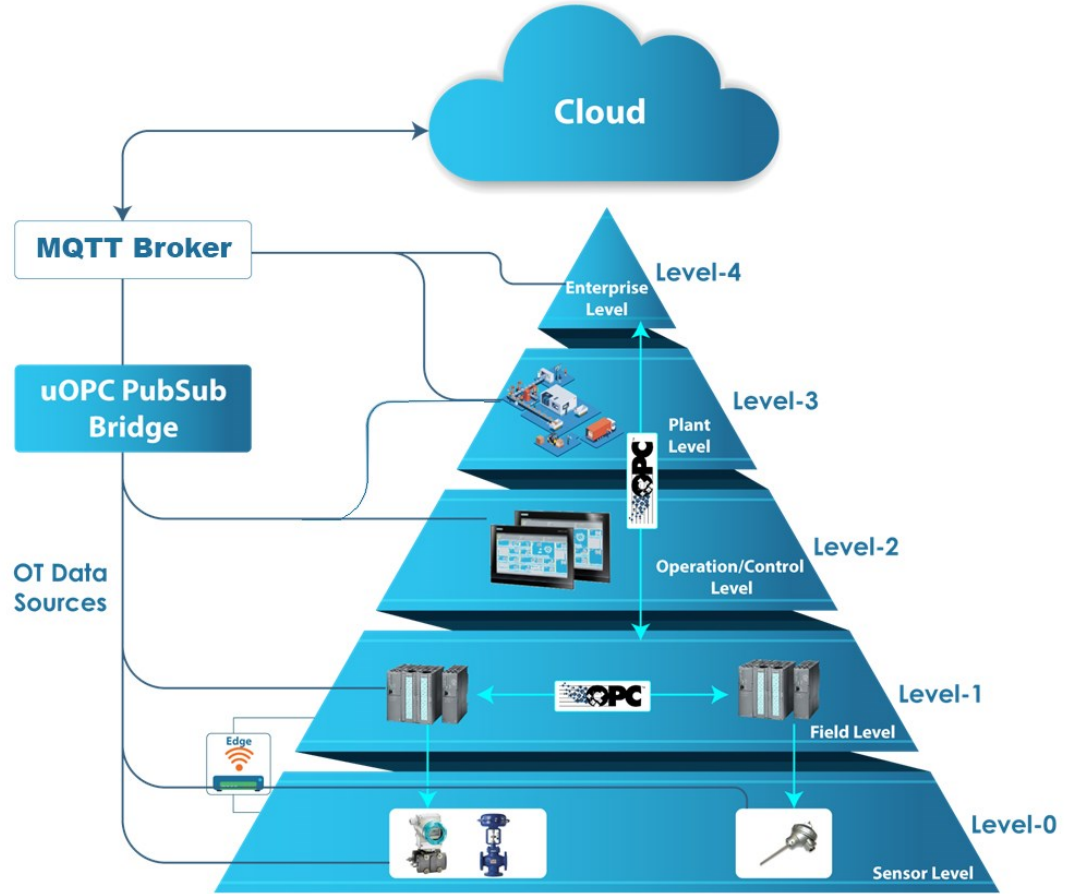 Cloud
MQTT Broker
Level-4
Enterprise
Level
uOPC PubSub
Bridge
Level-3
Plant
Level
OPC
Level-2
Operation/Control
Level
OT Data
Sources
Level-1
OPC
Field Level
Edge
Level-0
Sensor Level